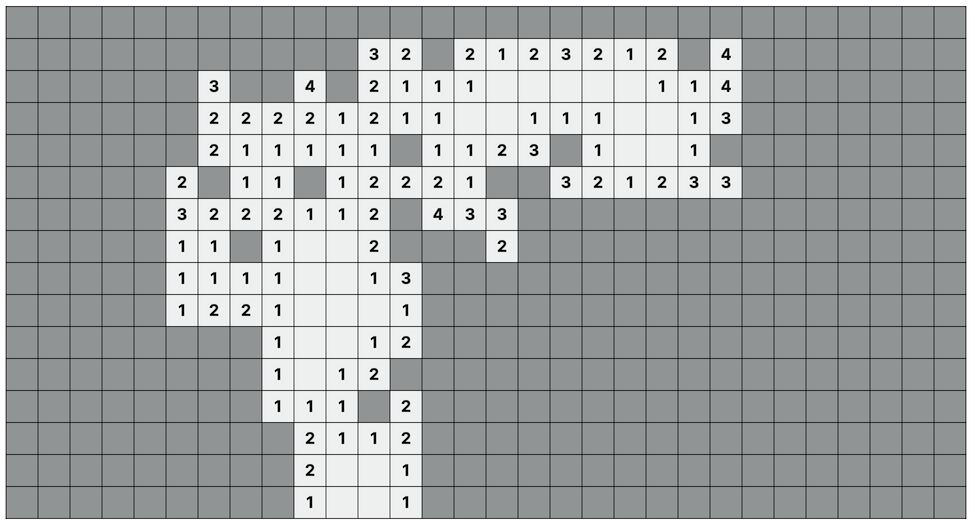 3 2 2 1 2 3 2 1 2 4
3 4 2 1 1 1 1 1 4
2 2 2 2 1 2 1 1 1 1 1 1 3
2 1 1 1 1 1 1 1 2 3 1 1
2 1 1 1 2 2 2 1 3 2 1 2 3 3
3 2 2 2 1 1 2 4 3 3
1 1 1 2 2
1 1 1 1 1 3
1 2 2 1 1
1 1 2
1 1 2
1 1 1 2
2 1 1 2
2 1
1 1